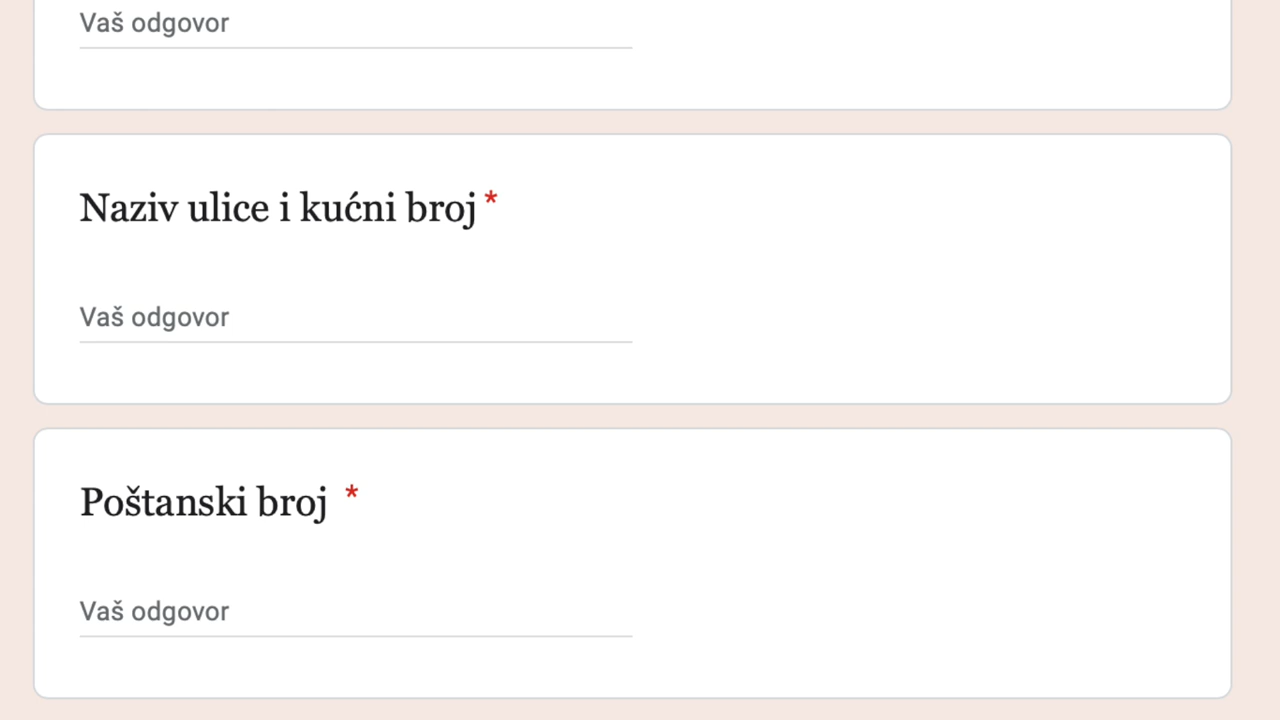 Vaš odgovor
Naziv ulice i kućni broj *
Vaš odgovor
Poštanski broj *
Vaš odgovor